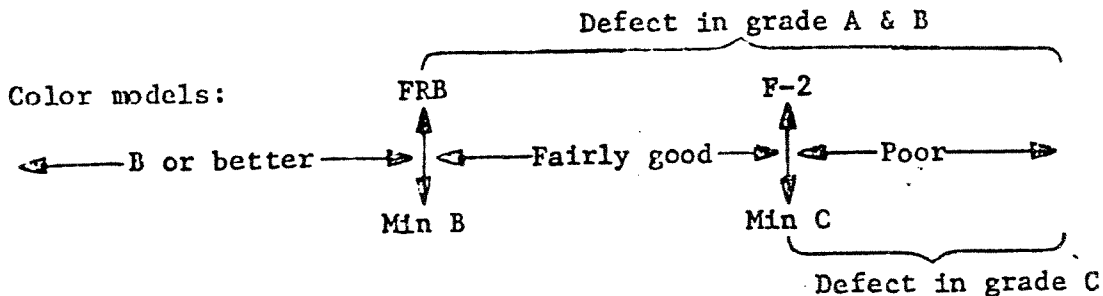 Defect in grade A & B
Color models: FRB F-2
B or better Fairly good Poor
Min B Min C
Defect in grade C